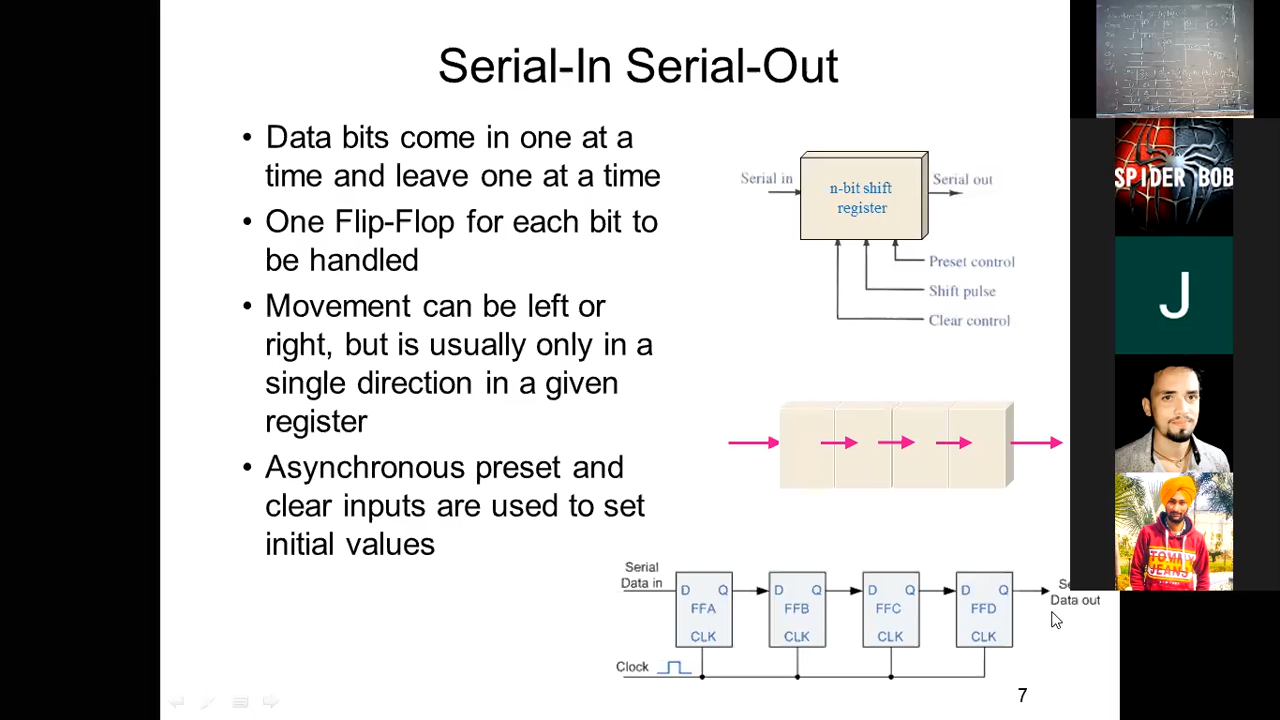 Serial-In Serial-Out
• Data bits come in one at a
time and leave one at a time
• One Flip-Flop for each bit to
be handled
• Movement can be left or
right, but is usually only in a
single direction in a given
register
• Asynchronous preset and
clear inputs are used to set
initial values
Serial in
n-bit shift
register
Serial out
Preset control
Shift pulse
Clear control
Serial
Data in
D Q
FFA
CLK
D Q
FFB
CLK
D Q
FFC
CLK
D Q
FFD
CLK
Data out
Clock
7
SPIDER BOB
J
TOMMY
JEANS